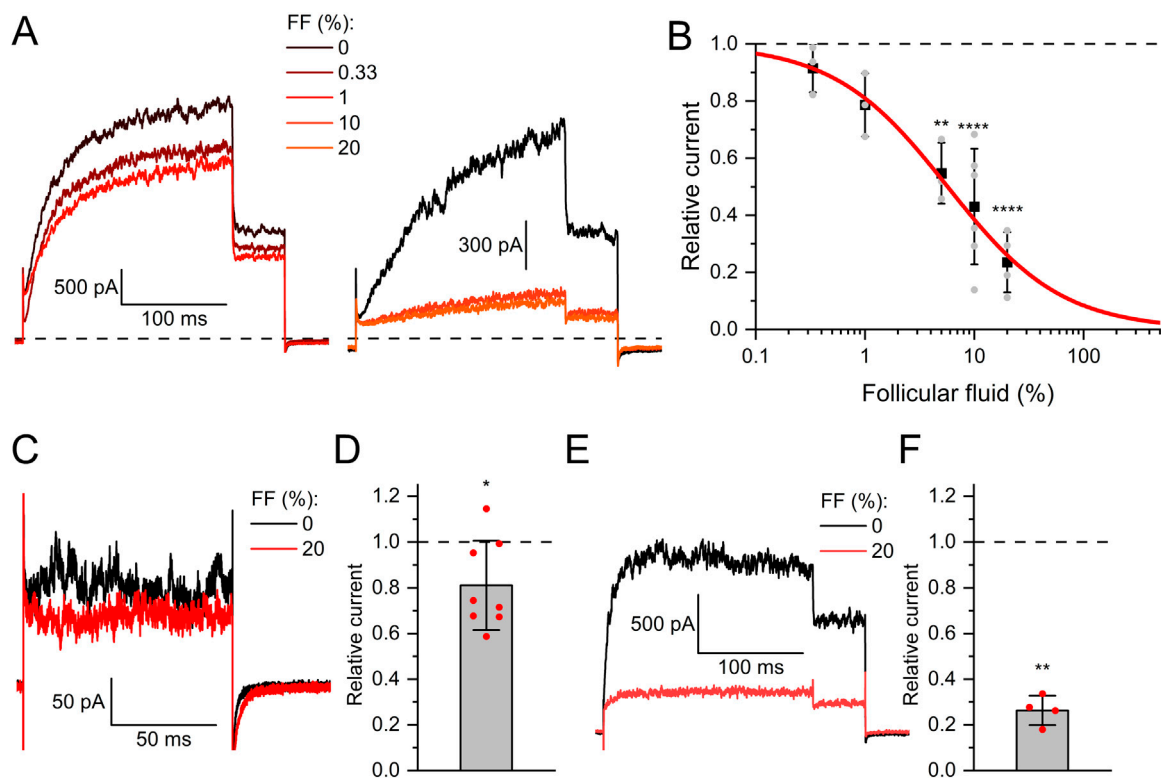 A
FF (%):
0
0.33
1
10
20
500 pA
100 ms
300 pA
B
Relative current
1.0
0.8
0.6
0.4
0.2
0.0
**
****
****
0.1
1
10
100
Follicular fluid (%)
C
FF (%):
0
20
50 pA
50 ms
D
Relative current
1.2
1.0
0.8
0.6
0.4
0.2
0.0
*
E
FF (%):
0
20
500 pA
100 ms
F
Relative current
1.2
1.0
0.8
0.6
0.4
0.2
0.0
**